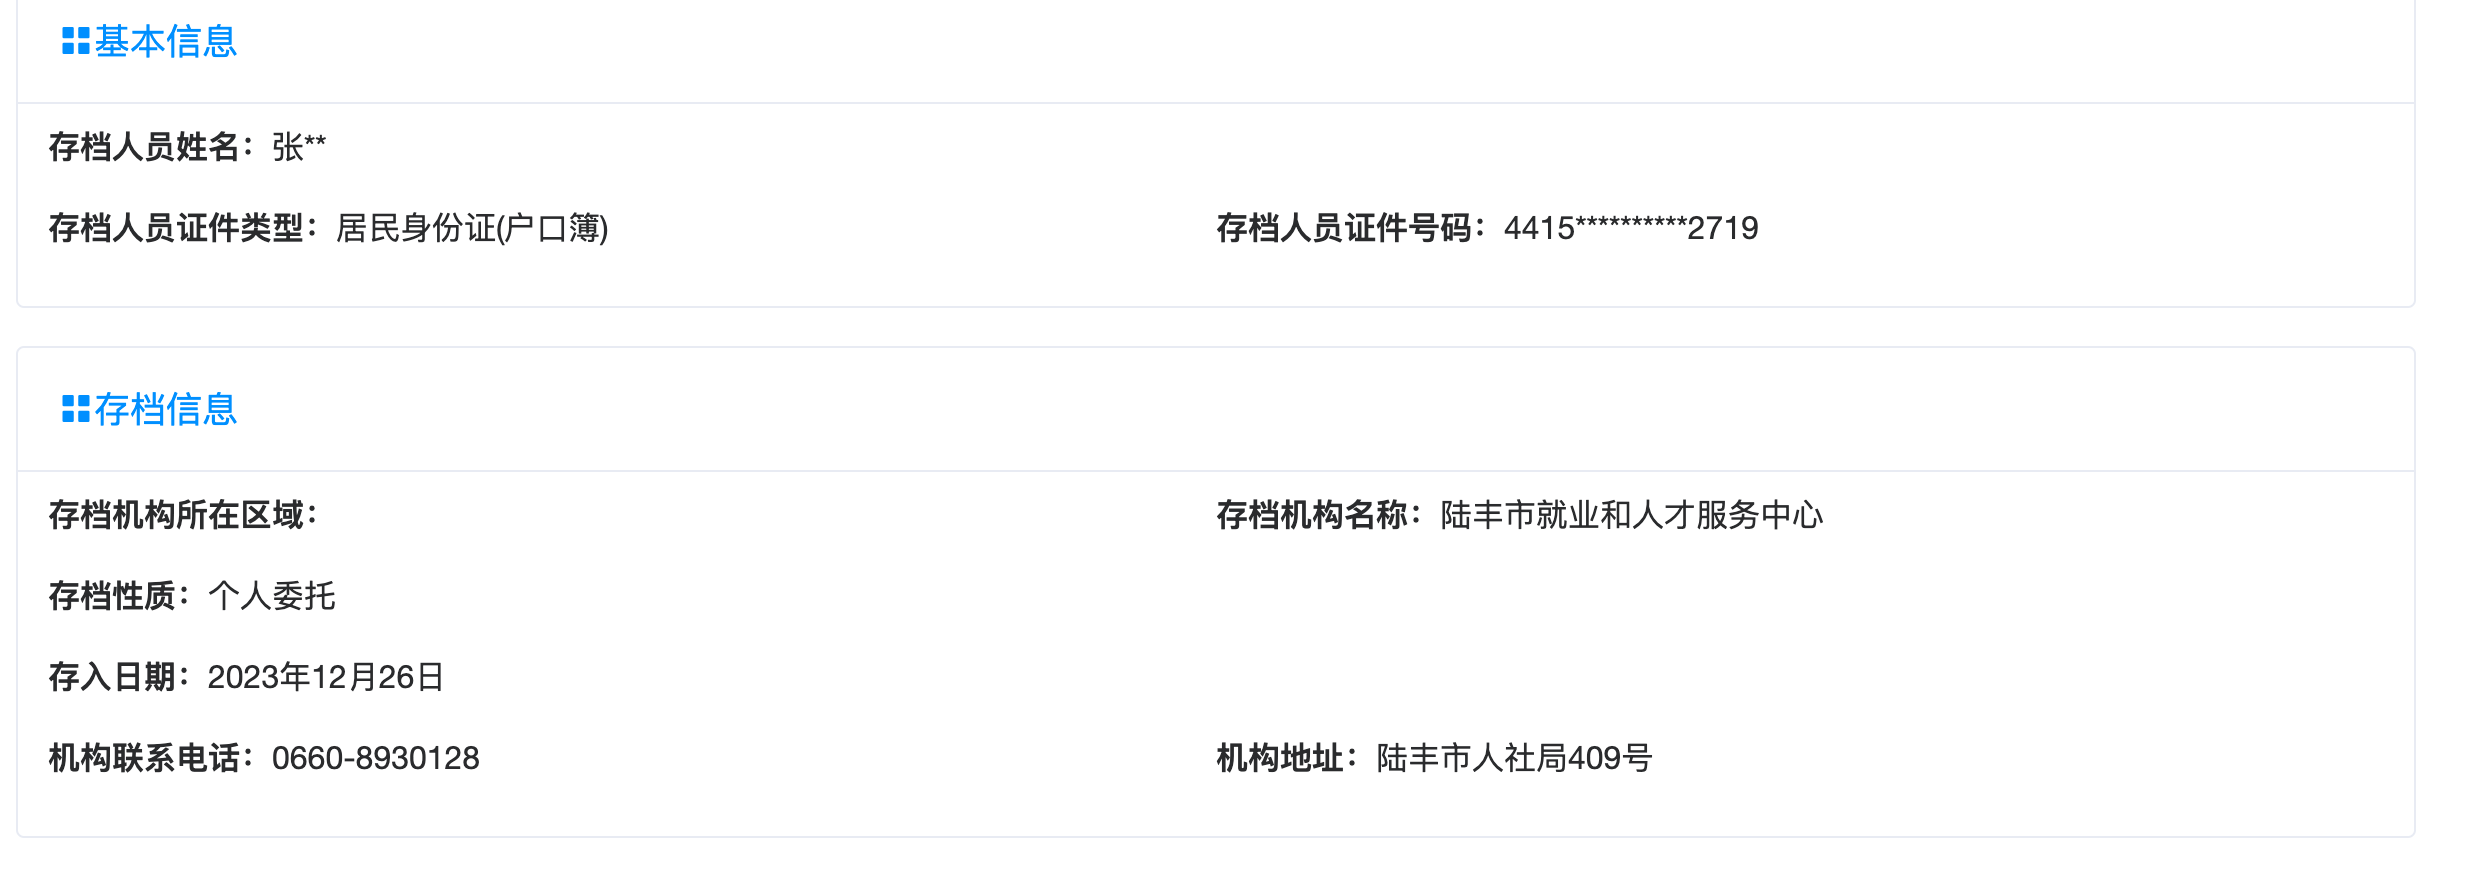 基本信息
存档人员姓名：张**
存档人员证件类型：居民身份证(户口簿)
存档人员证件号码：4415**********2719
存档信息
存档机构所在区域：
存档机构名称：陆丰市就业和人才服务中心
存档性质：个人委托
存入日期：2023年12月26日
机构联系电话：0660-8930128
机构地址：陆丰市人社局409号